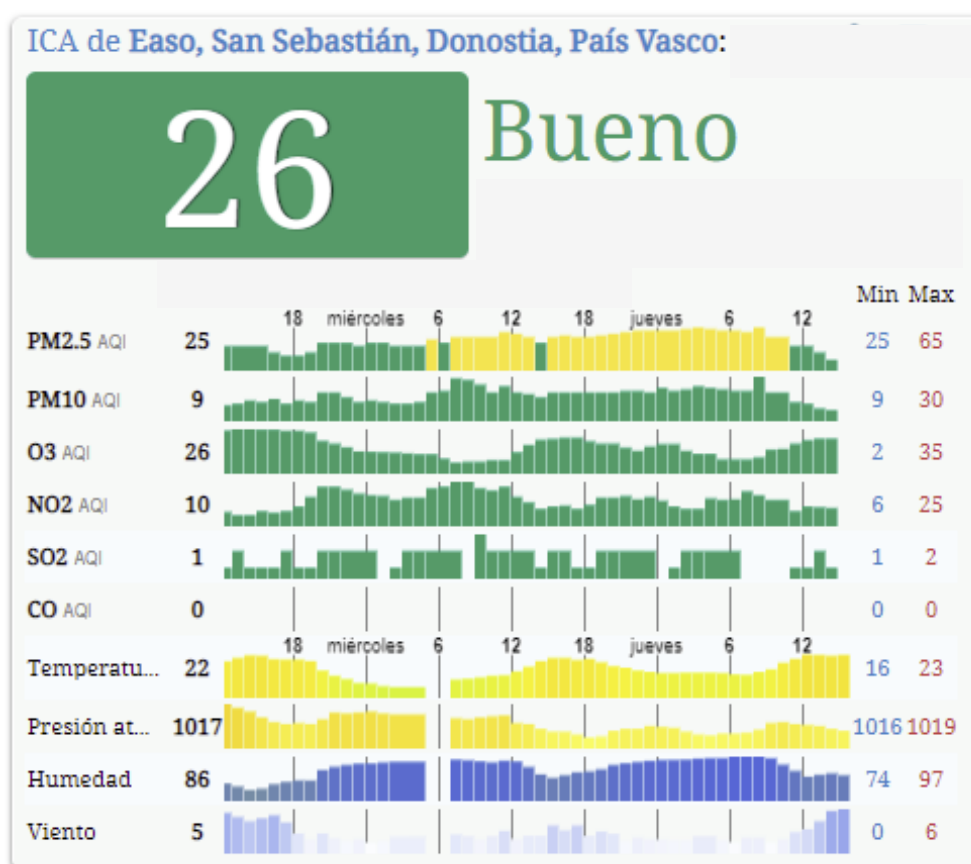 ICA de Easo, San Sebastián, Donostia, País Vasco:
26
Bueno
Min Max
18 miércoles 6 12 18 jueves 6 12
PM2.5 AQI 25 25 65
PM10 AQI 9 9 30
O3 AQI 26 2 35
NO2 AQI 10 6 25
SO2 AQI 1 1 2
CO AQI 0 0 0
18 miércoles 6 12 18 jueves 6 12
Temperatu... 22 16 23
Presión at... 1017 1016 1019
Humedad 86 74 97
Viento 5 0 6